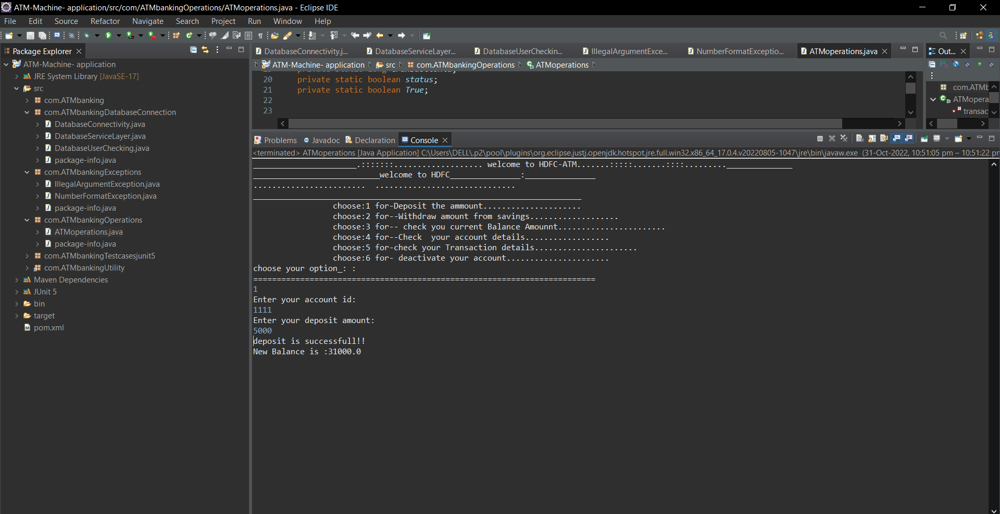 ATM-Machine- application/src/com/ATMbankingOperations/ATMoperations.java - Eclipse IDE
File Edit Source Refactor Navigate Search Project Run Window Help
Package Explorer
ATM-Machine- application
JRE System Library [JavaSE-17]
src
com.ATMbanking
com.ATMbankingDatabaseConnection
DatabaseConnectivity.java
DatabaseServiceLayer.java
DatabaseUserChecking.java
package-info.java
com.ATMbankingExceptions
IllegalArgumentException.java
NumberFormatException.java
package-info.java
com.ATMbankingOperations
ATMoperations.java
package-info.java
com.ATMbankingTestcasesjunit5
com.ATMbankingUtility
Maven Dependencies
JUnit 5
bin
target
pom.xml
DatabaseConnectivity.j... DatabaseServiceLayer... DatabaseUserCheckin... IllegalArgumentExce... NumberFormatExceptio... ATMoperations.java
ATM-Machine- application src com.ATMbankingOperations ATMoperations
20 private static boolean status;
21 private static boolean True;
22
23
Out...
com.ATMb
ATMopera
transac
Problems Javadoc Declaration Console
<terminated> ATMoperations [Java Application] C:\Users\DELL\.p2\pool\plugins\org.eclipse.justj.openjdk.hotspot.jre.full.win32.x86_64_17.0.4.v20220805-1047\jre\bin\javaw.exe (31-Oct-2022, 10:51:05 pm – 10:51:22 pm
______________________.:::::::................... welcome to HDFC-ATM.......:::::.......::::........._______________
___________________________welcome to HDFC_______________:_______________
........................  ..............................
______________________________________________________________________
choose:1 for-Deposit the ammount.....................
choose:2 for--Withdraw amount from savings...................
choose:3 for-- check you current Balance Amounnt.......................
choose:4 for--Check  your account details..................
choose:5 for-check your Transaction details......................
choose:6 for- deactivate your account......................
choose your option_: :
=========================================================================
1
Enter your account id:
1111
Enter your deposit amount:
5000
deposit is successfull!!
New Balance is :31000.0